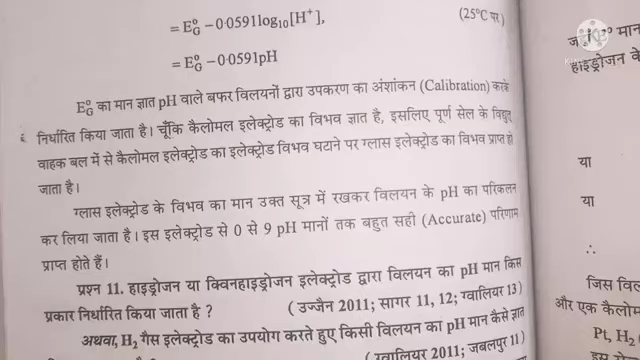 = E°G – 0·0591log10[H+], (25°C पर)
= E°G – 0·0591pH
E°G का मान ज्ञात pH वाले बफर विलयनों द्वारा उपकरण का अंशांकन (Calibration) करके
निर्धारित किया जाता है। चूँकि कैलोमल इलेक्ट्रोड का विभव ज्ञात है, इसलिए पूर्ण सेल के विद्युत्
वाहक बल में से कैलोमल इलेक्ट्रोड का इलेक्ट्रोड विभव घटाने पर ग्लास इलेक्ट्रोड का विभव प्राप्त हो
जाता है।
ग्लास इलेक्ट्रोड के विभव का मान उक्त सूत्र में रखकर विलयन के pH का परिकलन
कर लिया जाता है। इस इलेक्ट्रोड से 0 से 9 pH मानों तक बहुत सही (Accurate) परिणाम
प्राप्त होते हैं।
प्रश्न 11. हाइड्रोजन या क्विनहाइड्रोजन इलेक्ट्रोड द्वारा विलयन का pH मान किस
प्रकार निर्धारित किया जाता है ? (उज्जैन 2011; सागर 11, 12; ग्वालियर 13)
अथवा, H2 गैस इलेक्ट्रोड का उपयोग करते हुए किसी विलयन का pH मान कैसे ज्ञात
(ग्वालियर 2011; जबलपुर 11)
मान
हाइड्रोजन के
या
या
∴
जिस विल
और एक कैलोम
Pt, H2